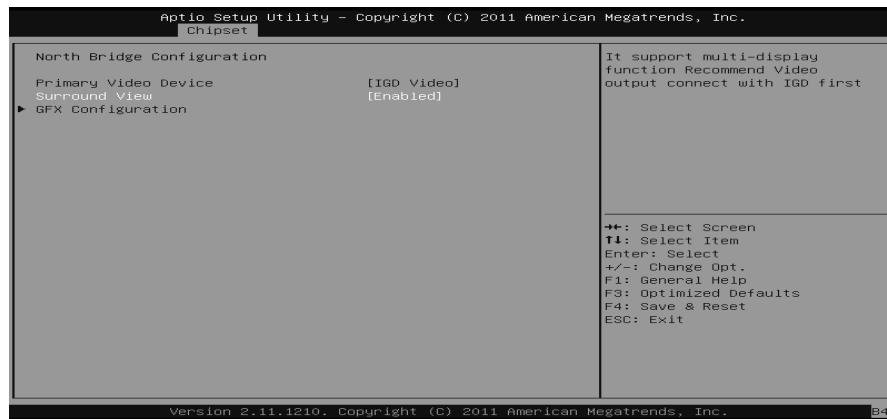 Aptio Setup Utility – Copyright (C) 2011 American Megatrends, Inc.
Chipset
North Bridge Configuration
Primary Video Device [IGD Video]
Surround View [Enabled]
► GFX Configuration
It support multi-display
function Recommend Video
output connect with IGD first
→←: Select Screen
↑↓: Select Item
Enter: Select
+/-: Change Opt.
F1: General Help
F3: Optimized Defaults
F4: Save & Reset
ESC: Exit
Version 2.11.1210. Copyright (C) 2011 American Megatrends, Inc.
B4